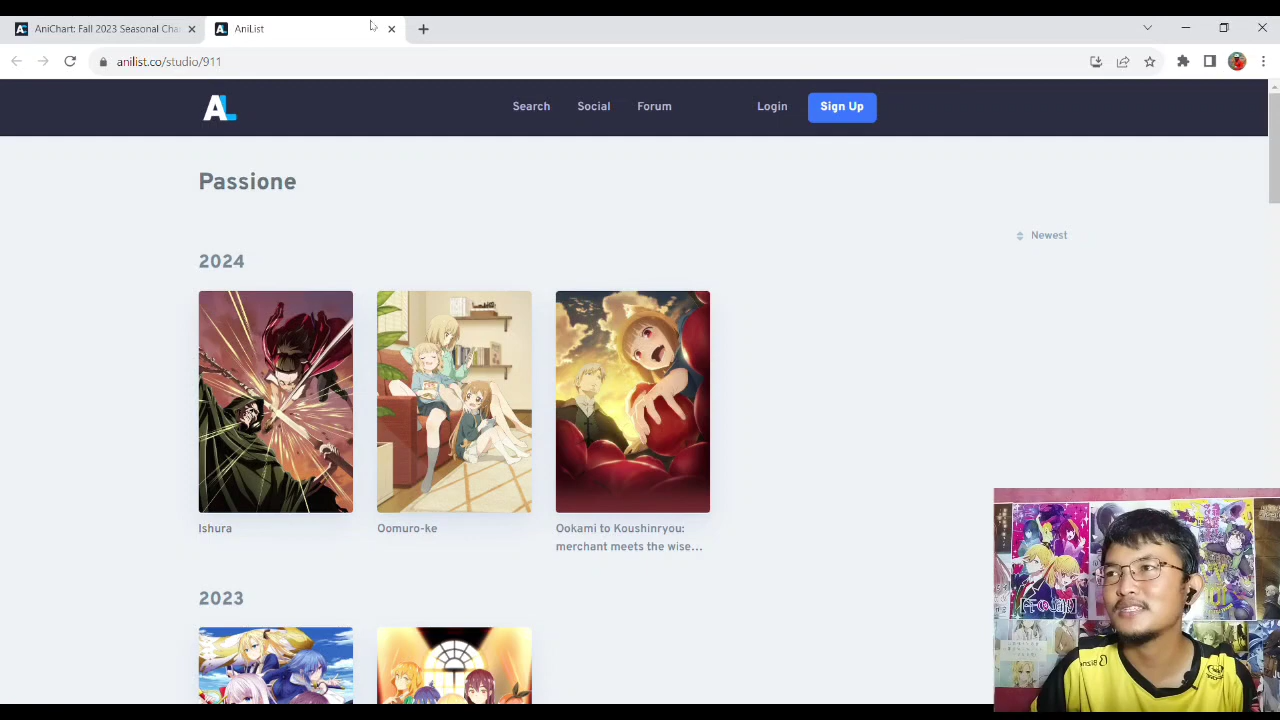 AniChart: Fall 2023 Seasonal Cha
AniList
anilist.co/studio/911
AL
Search
Social
Forum
Login
Sign Up
Passione
Newest
2024
Ishura
Oomuro-ke
Ookami to Koushinryou:
merchant meets the wise...
2023